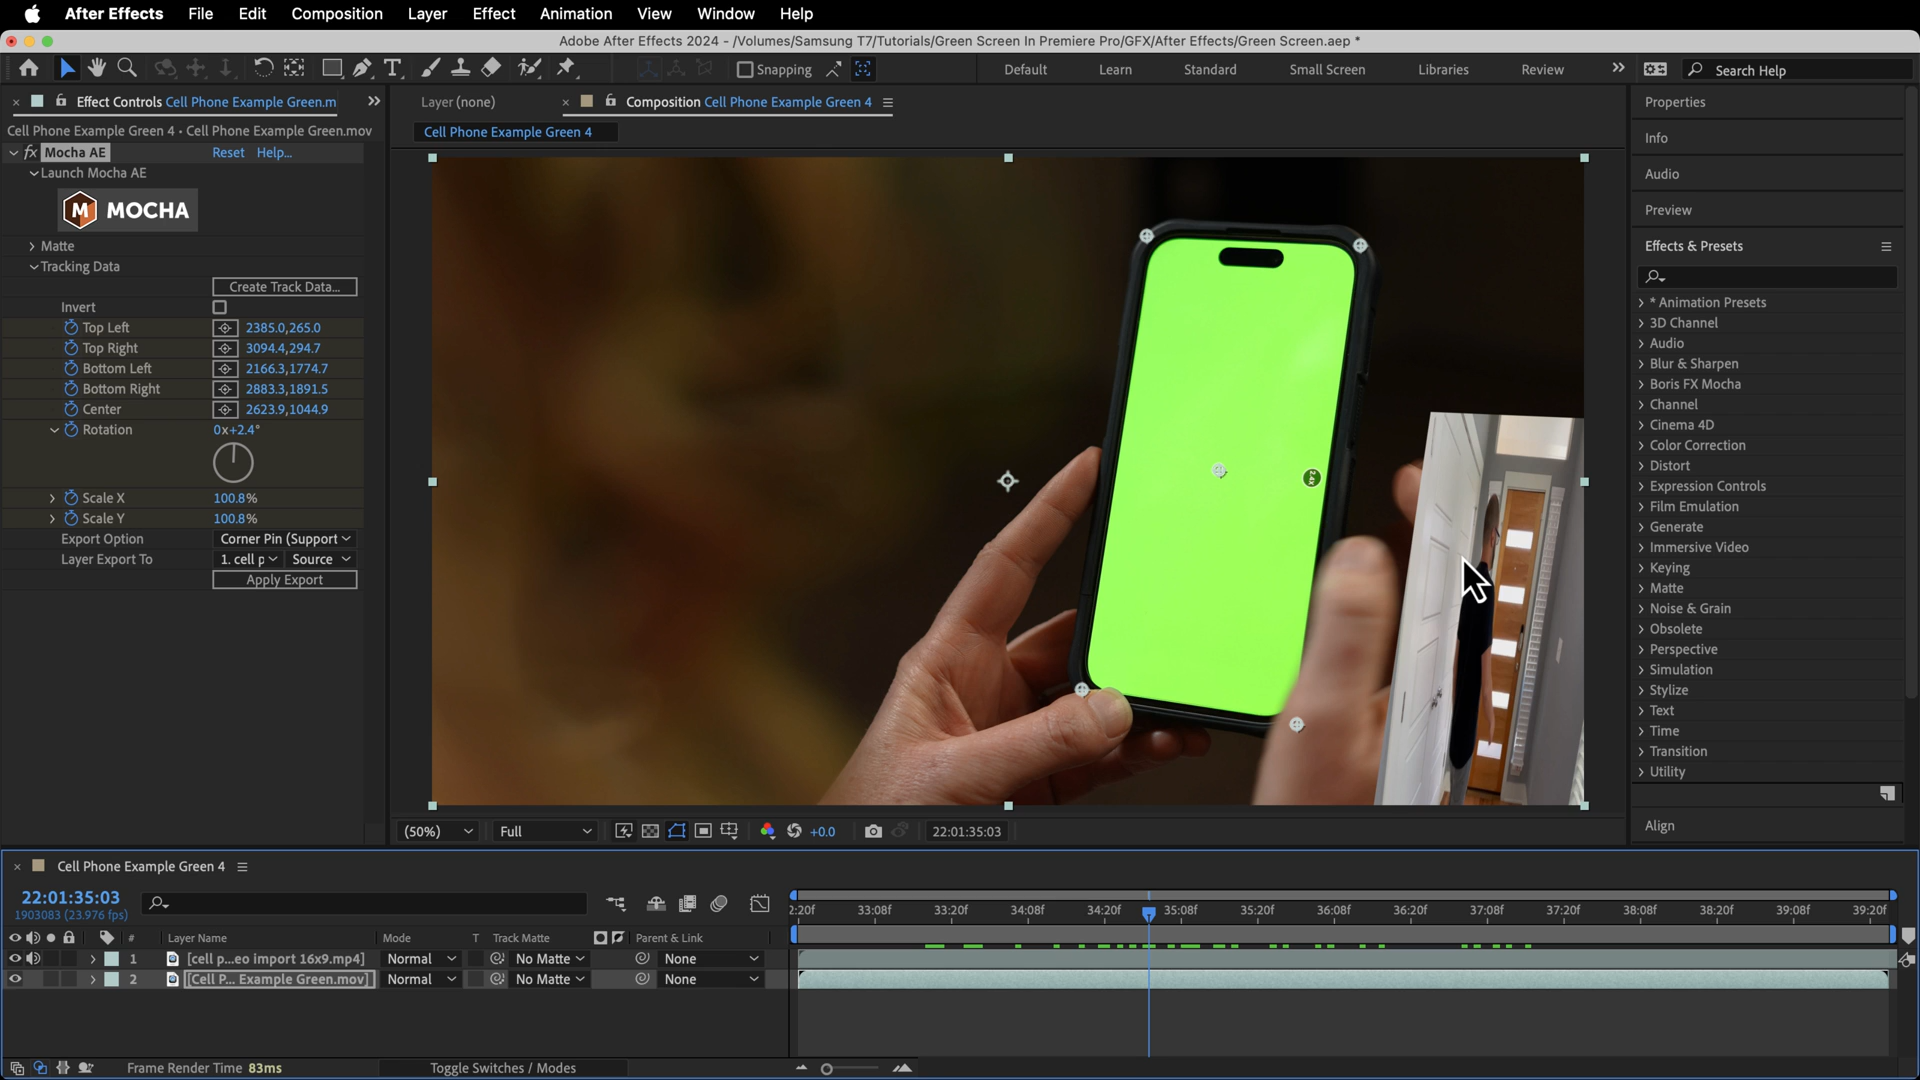 After Effects File Edit Composition Layer Effect Animation View Window Help
Adobe After Effects 2024 - /Volumes/Samsung T7/Tutorials/Green Screen In Premiere Pro/GFX/After Effects/Green Screen.aep *
Snapping Default Learn Standard Small Screen Libraries Review Search Help
Effect Controls Cell Phone Example Green.m
Cell Phone Example Green 4 • Cell Phone Example Green.mov
fx Mocha AE Reset Help...
Launch Mocha AE
M MOCHA
Matte
Tracking Data
Create Track Data...
Invert
Top Left 2385.0,265.0
Top Right 3094.4,294.7
Bottom Left 2166.3,1774.7
Bottom Right 2883.3,1891.5
Center 2623.9,1044.9
Rotation 0x+2.4°
Scale X 100.8%
Scale Y 100.8%
Export Option Corner Pin (Support
Layer Export To 1. cell p Source
Apply Export
Layer (none)
Composition Cell Phone Example Green 4
Cell Phone Example Green 4
(50%) Full +0.0 22:01:35:03
Properties
Info
Audio
Preview
Effects & Presets
* Animation Presets
3D Channel
Audio
Blur & Sharpen
Boris FX Mocha
Channel
Cinema 4D
Color Correction
Distort
Expression Controls
Film Emulation
Generate
Immersive Video
Keying
Matte
Noise & Grain
Obsolete
Perspective
Simulation
Stylize
Text
Time
Transition
Utility
Align
Cell Phone Example Green 4
22:01:35:03
1903083 (23.976 fps)
2:20f 33:08f 33:20f 34:08f 34:20f 35:08f 35:20f 36:08f 36:20f 37:08f 37:20f 38:08f 38:20f 39:08f 39:20f
# Layer Name Mode T Track Matte Parent & Link
1 [cell p...eo import 16x9.mp4] Normal No Matte None
2 [Cell P... Example Green.mov] Normal No Matte None
Frame Render Time 83ms Toggle Switches / Modes